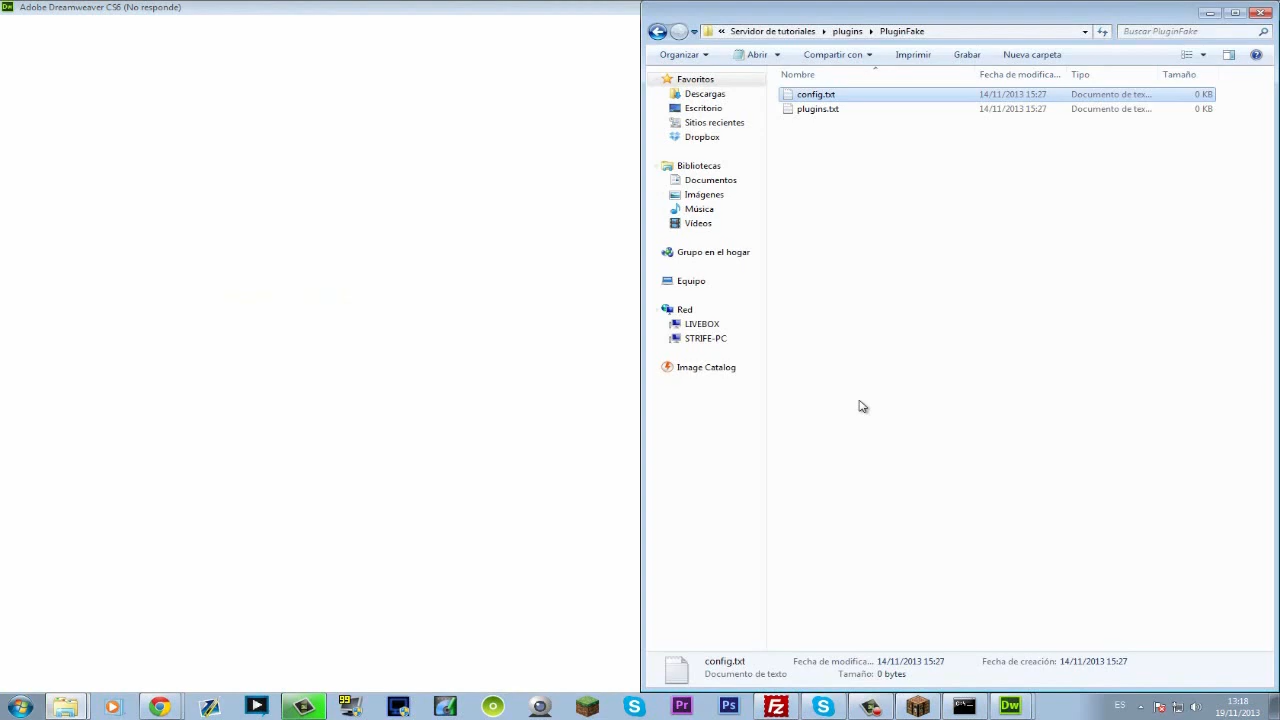 Adobe Dreamweaver CS6 (No responde)
« Servidor de tutoriales plugins PluginFake
Buscar PluginFake
Organizar Abrir Compartir con Imprimir Grabar Nueva carpeta
Nombre Fecha de modifica... Tipo Tamaño
config.txt 14/11/2013 15:27 Documento de tex... 0 KB
plugins.txt 14/11/2013 15:27 Documento de tex... 0 KB
Favoritos
Descargas
Escritorio
Sitios recientes
Dropbox
Bibliotecas
Documentos
Imágenes
Música
Vídeos
Grupo en el hogar
Equipo
Red
LIVEBOX
STRIFE-PC
Image Catalog
config.txt Fecha de modifica... 14/11/2013 15:27 Fecha de creación: 14/11/2013 15:27
Documento de texto Tamaño: 0 bytes
99
Pr
Ps
Fz
Dw
ES
13:18
19/11/2013